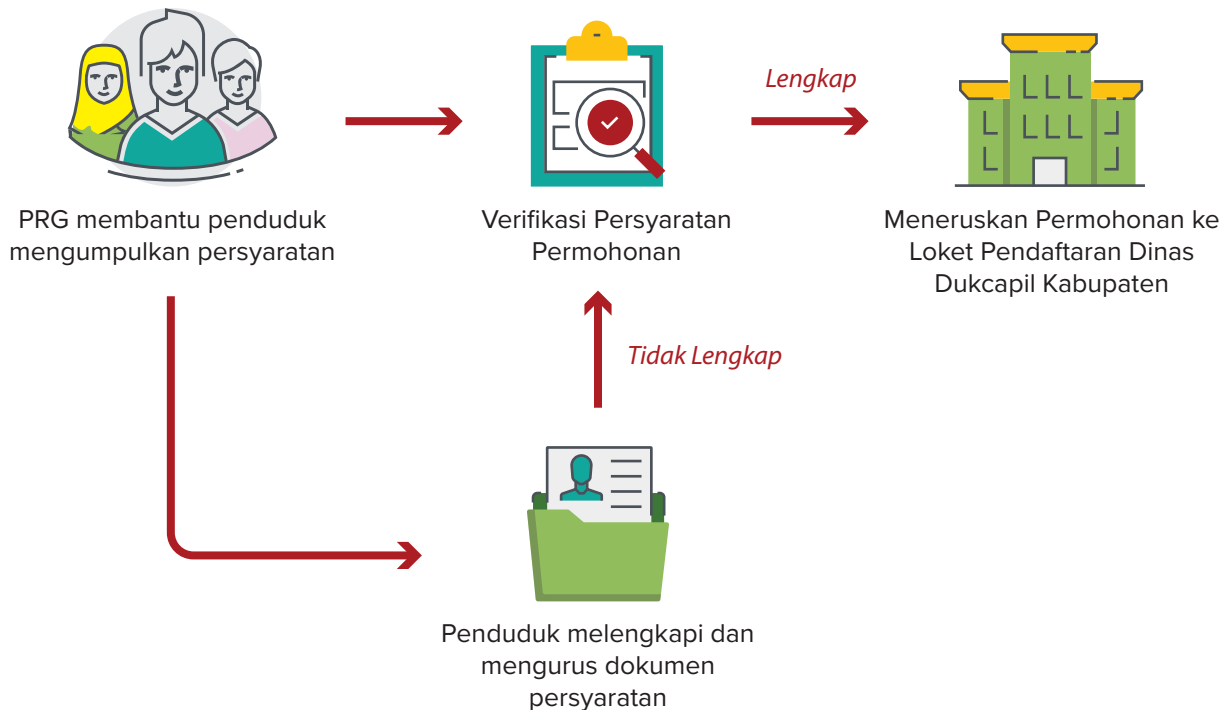 PRG membantu penduduk
mengumpulkan persyaratan
Verifikasi Persyaratan
Permohonan
Lengkap
Meneruskan Permohonan ke
Loket Pendaftaran Dinas
Dukcapil Kabupaten
Tidak Lengkap
Penduduk melengkapi dan
mengurus dokumen
persyaratan